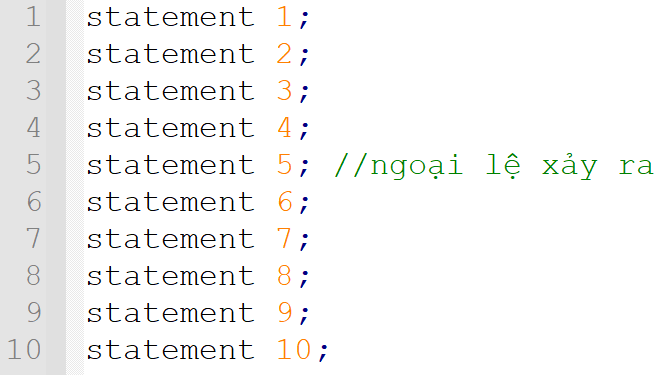 1 statement 1;
2 statement 2;
3 statement 3;
4 statement 4;
5 statement 5; //ngoại lệ xảy ra
6 statement 6;
7 statement 7;
8 statement 8;
9 statement 9;
10 statement 10;